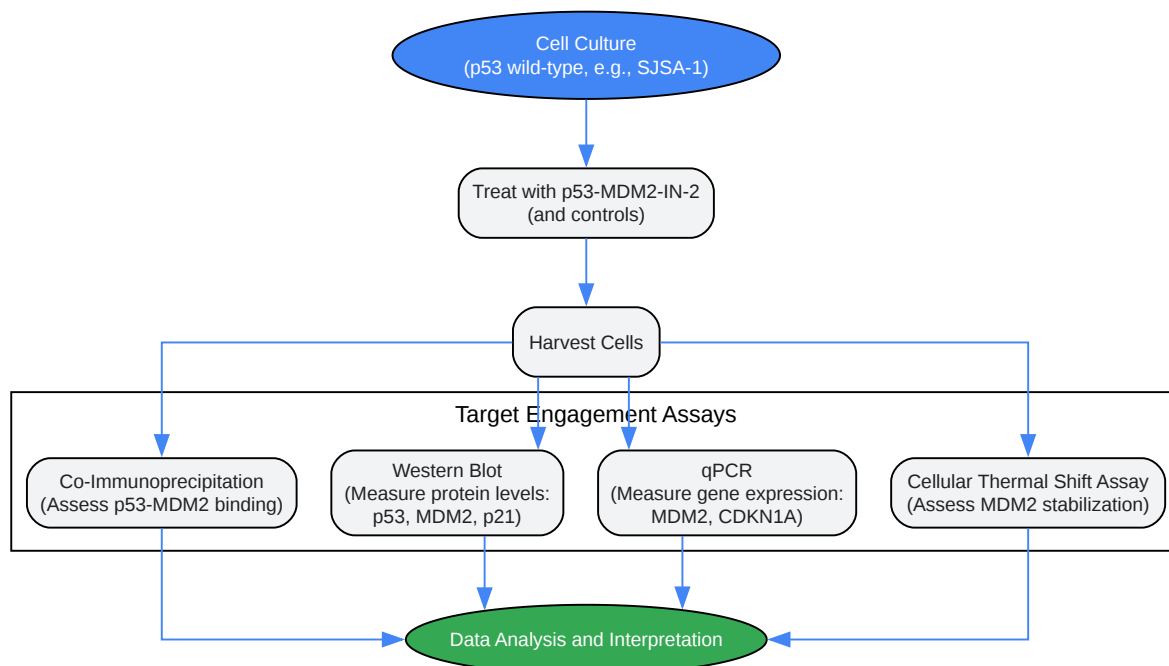 Cell Culture
(p53 wild-type, e.g., SJSA-1)
Treat with p53-MDM2-IN-2
(and controls)
Harvest Cells
Target Engagement Assays
Co-Immunoprecipitation
(Assess p53-MDM2 binding)
Western Blot
(Measure protein levels:
p53, MDM2, p21)
qPCR
(Measure gene expression:
MDM2, CDKN1A)
Cellular Thermal Shift Assay
(Assess MDM2 stabilization)
Data Analysis and Interpretation